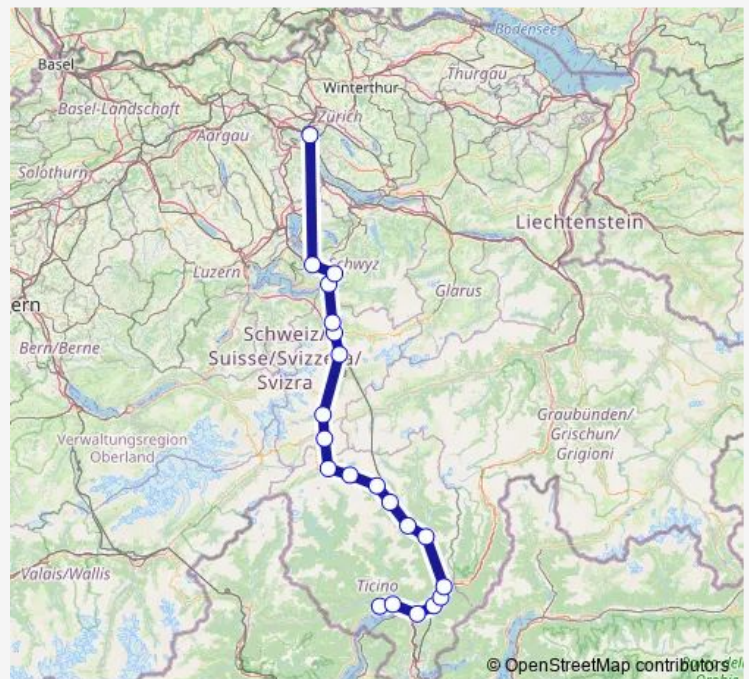 Bodensee
Basel
Thurgau
Winterthur
Basel-Landschaft
Zürich
Aargau
Solothurn
Liechtenstein
Schwyz
Luzern
Glarus
ern
Schweiz/
Suisse/Svizzera/
Svizra
Bern/Berne
Graubünden/
Grischun/
Grigioni
Verwaltungsregion
Oberland
Valais/Wallis
Ticino
© OpenStreetMap contributors